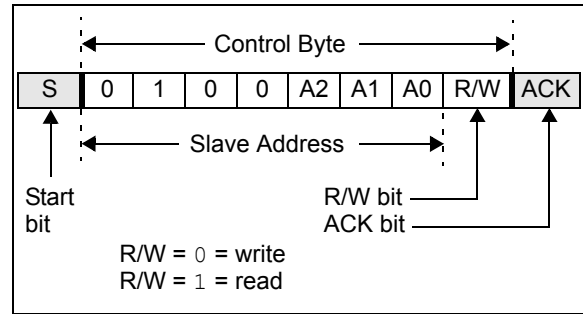 Control Byte
S 0 1 0 0 A2 A1 A0 R/W ACK
Slave Address
Start
bit
R/W bit
ACK bit
R/W = 0 = write
R/W = 1 = read